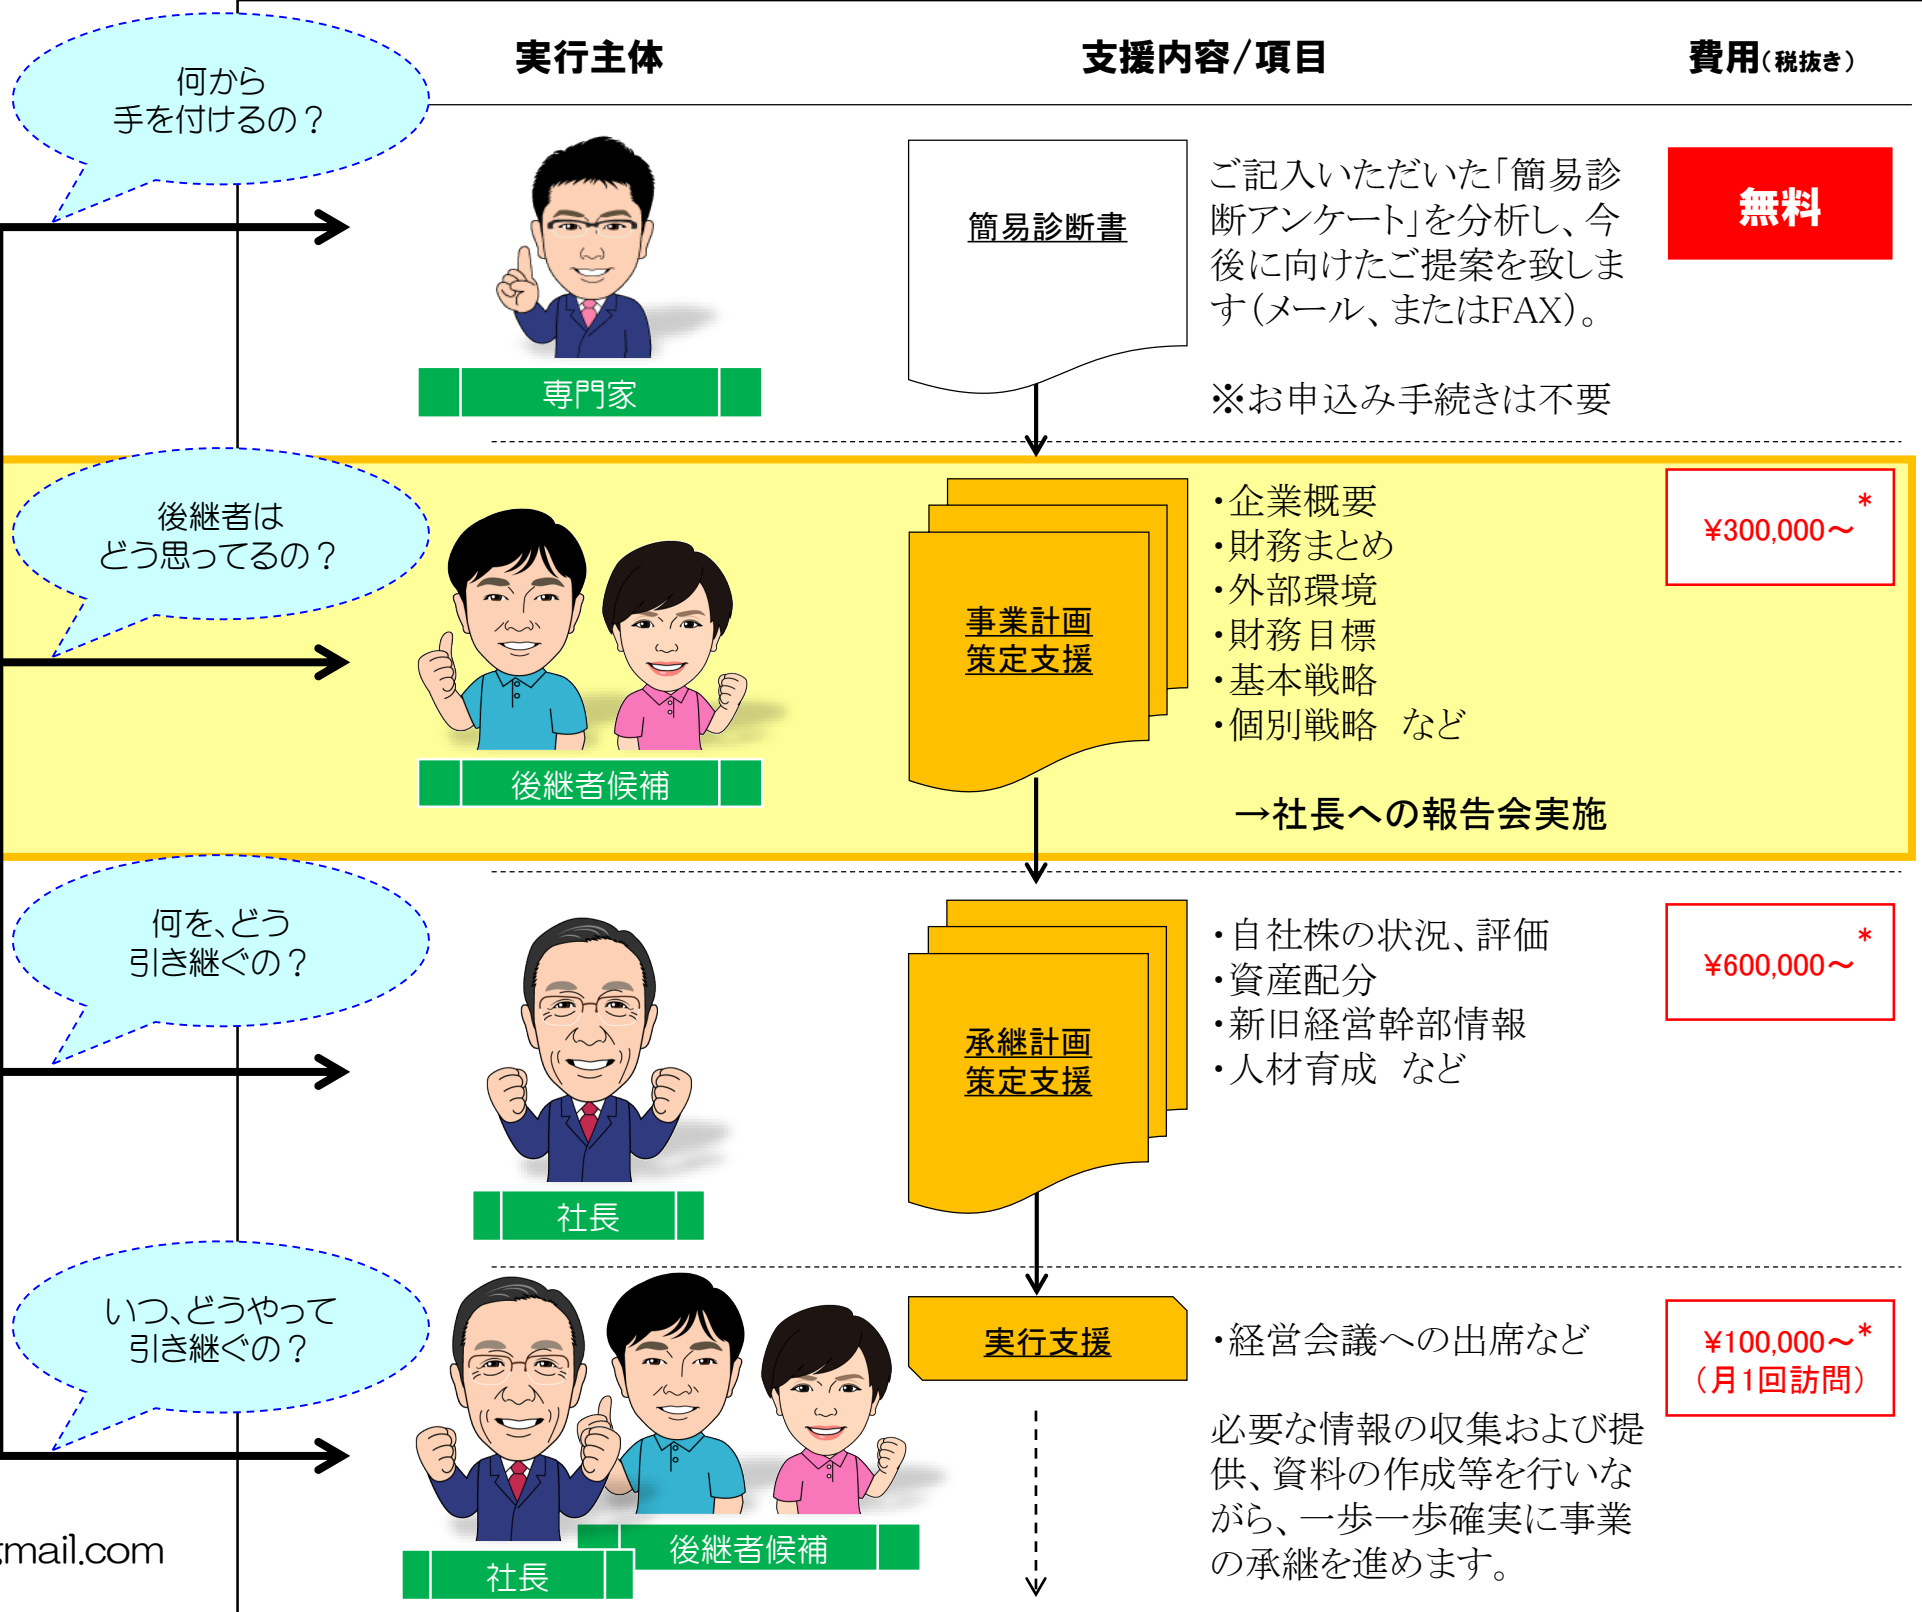 実行主体
支援内容/項目
費用(税抜き)
何から
手を付けるの？
専門家
簡易診断書
ご記入いただいた「簡易診
断アンケート」を分析し、今
後に向けたご提案を致しま
す(メール、またはFAX)。
※お申込み手続きは不要
無料
後継者は
どう思ってるの？
後継者候補
事業計画
策定支援
・企業概要
・財務まとめ
・外部環境
・財務目標
・基本戦略
・個別戦略　など
→社長への報告会実施
¥300,000～*
何を、どう
引き継ぐの？
社長
承継計画
策定支援
・自社株の状況、評価
・資産配分
・新旧経営幹部情報
・人材育成　など
¥600,000～*
いつ、どうやって
引き継ぐの？
社長
後継者候補
実行支援
・経営会議への出席など
必要な情報の収集および提
供、資料の作成等を行いな
がら、一歩一歩確実に事業
の承継を進めます。
¥100,000～*
(月1回訪問)
gmail.com